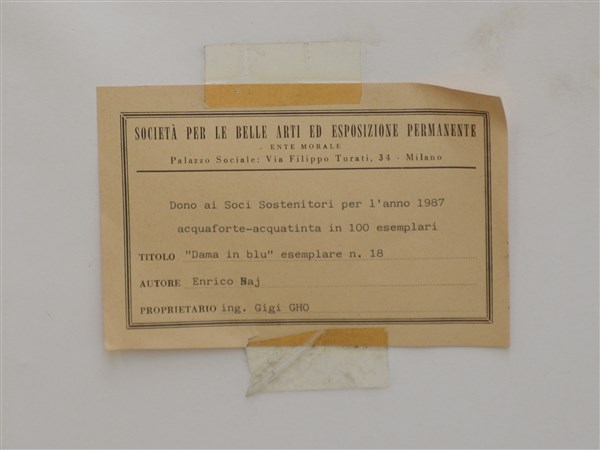 SOCIETÀ PER LE BELLE ARTI ED ESPOSIZIONE PERMANENTE
- ENTE MORALE
Palazzo Sociale: Via Filippo Turati, 34 - Milano
Dono ai Soci Sostenitori per l'anno 1987
acquaforte-acquatinta in 100 esemplari
TITOLO "Dama in blu" esemplare n. 18
AUTORE Enrico Baj
PROPRIETARIO ing. Gigi GHO